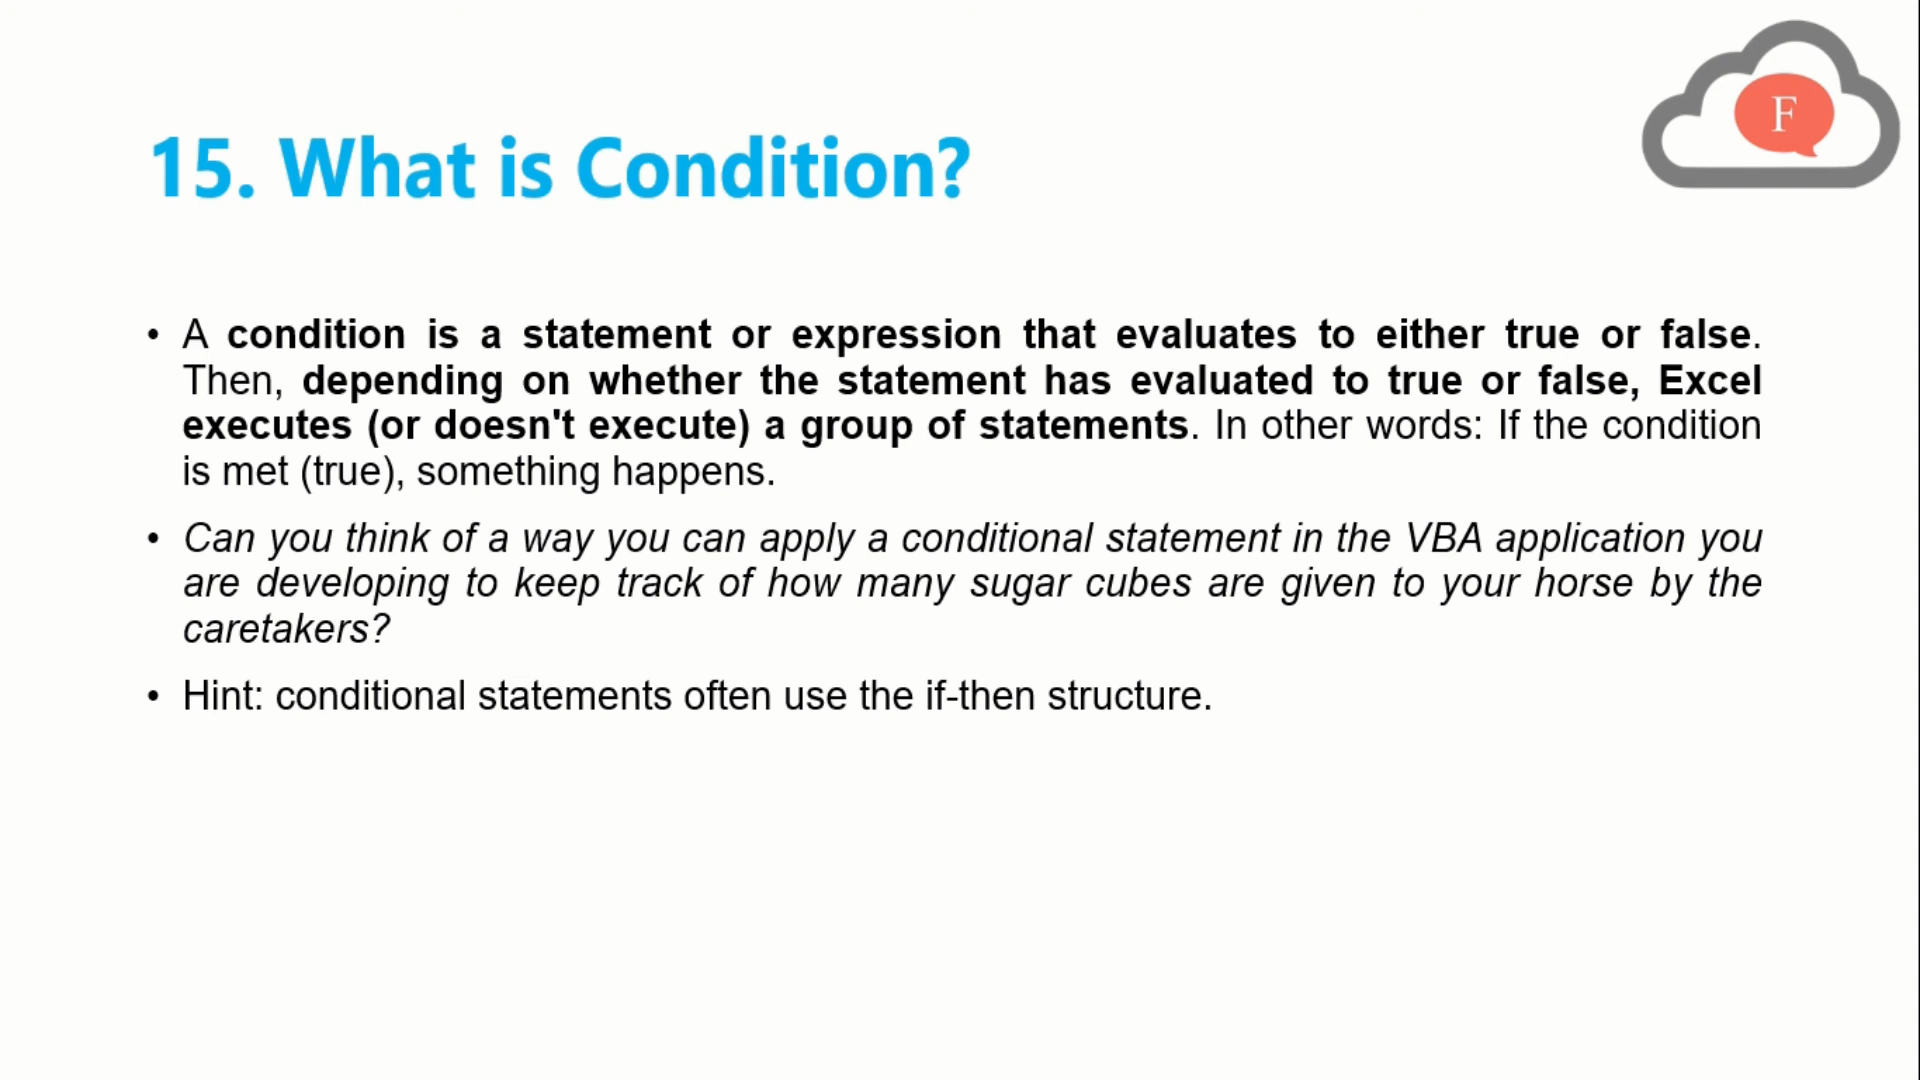 F
15. What is Condition?
• A condition is a statement or expression that evaluates to either true or false.
Then, depending on whether the statement has evaluated to true or false, Excel
executes (or doesn't execute) a group of statements. In other words: If the condition
is met (true), something happens.
• Can you think of a way you can apply a conditional statement in the VBA application you
are developing to keep track of how many sugar cubes are given to your horse by the
caretakers?
• Hint: conditional statements often use the if-then structure.